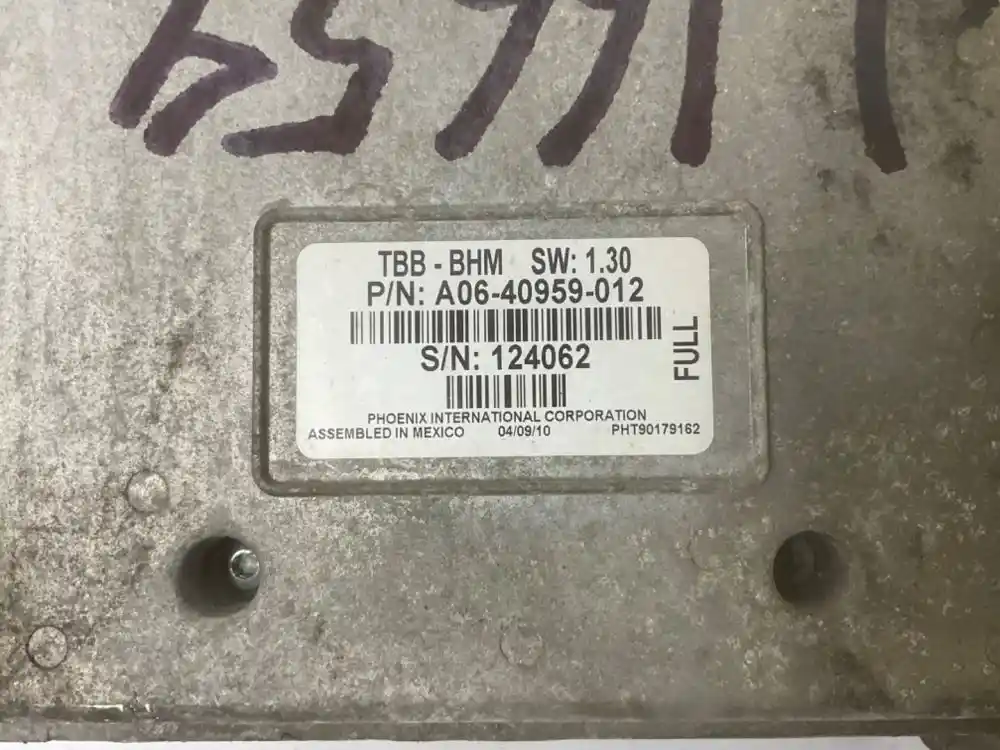 TBB - BHM SW: 1.30
P/N: A06-40959-012
S/N: 124062
FULL
PHOENIX INTERNATIONAL CORPORATION
ASSEMBLED IN MEXICO 04/09/10 PHT90179162